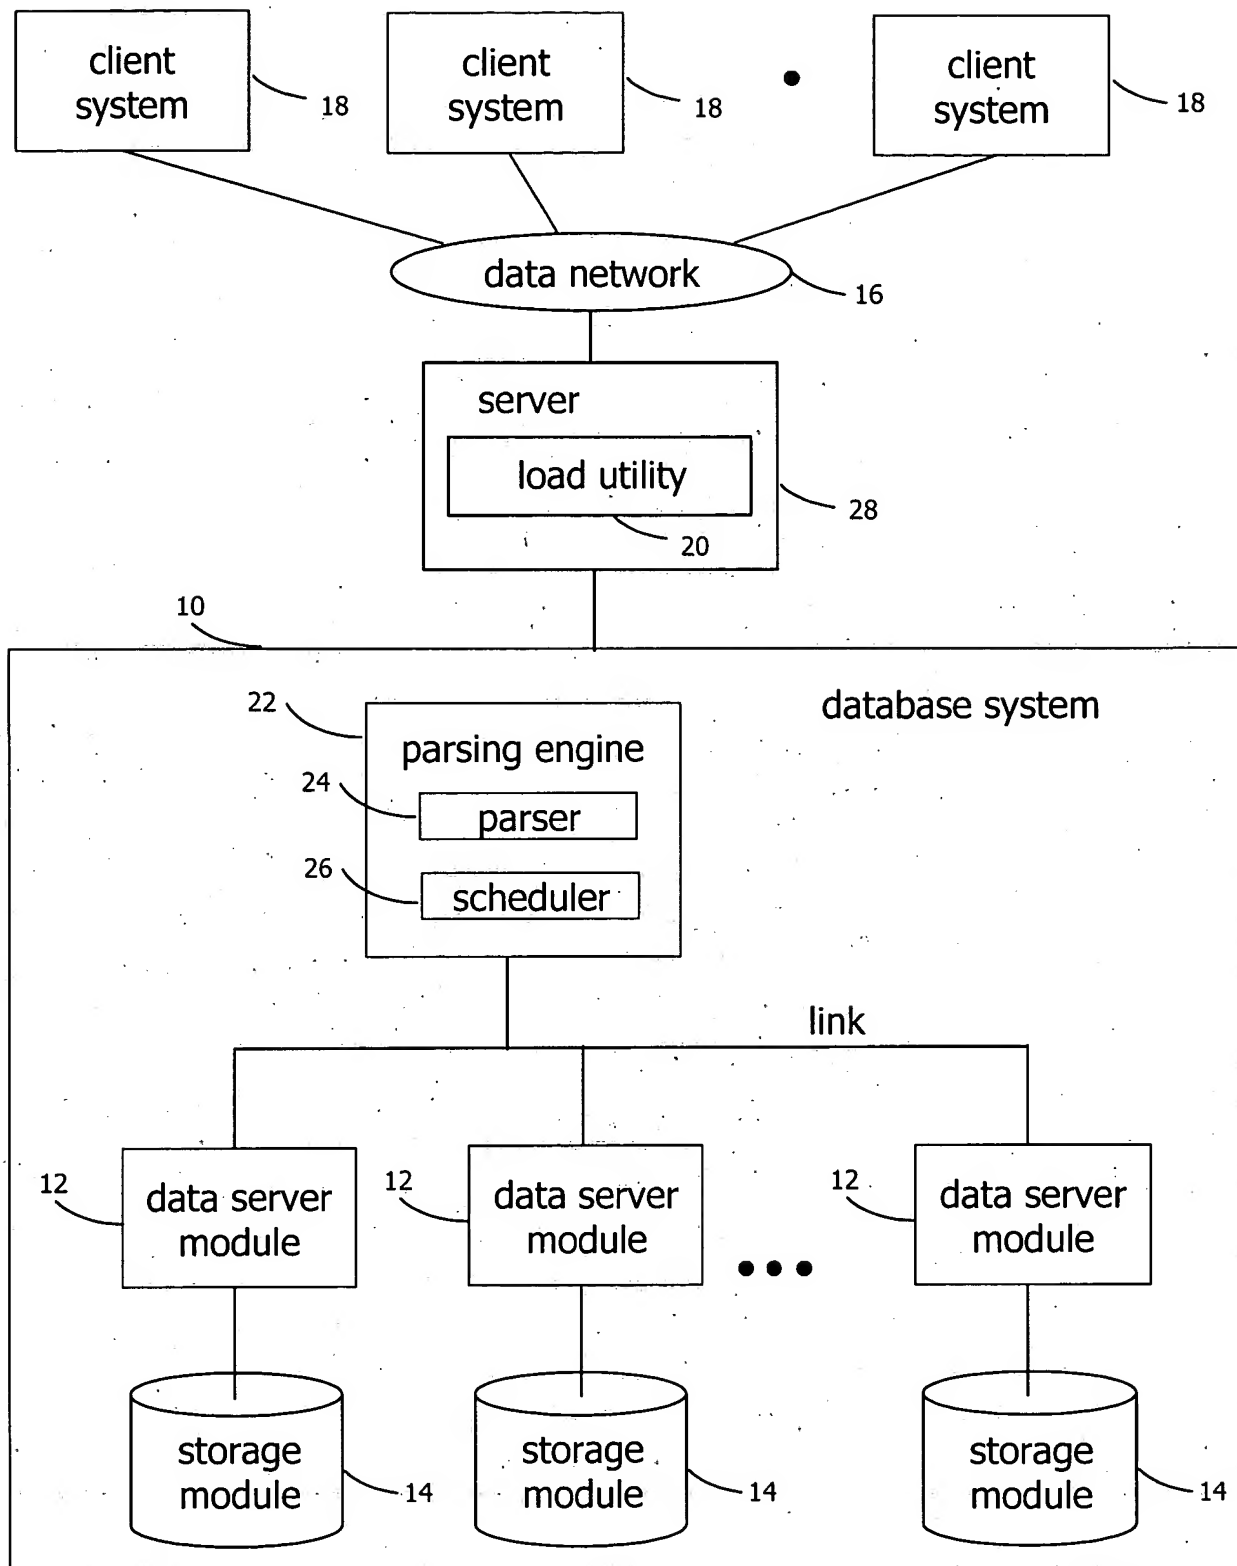 client
system
18
client
system
18
client
system
18
data network
16
server
load utility
28
20
10
database system
22
parsing engine
24
parser
26
scheduler
link
12
data server
module
12
data server
module
12
data server
module
storage
module
14
storage
module
14
storage
module
14